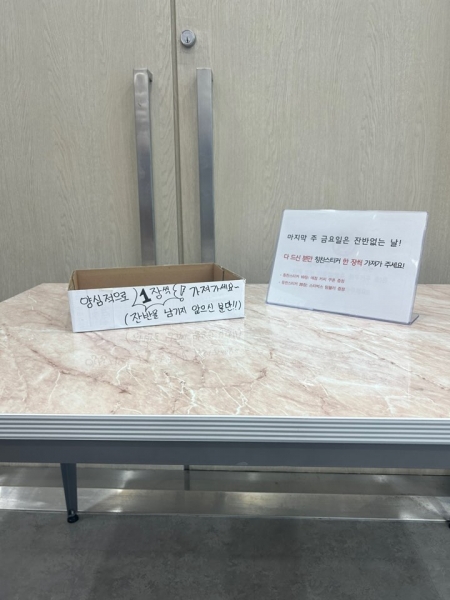 양심적으로 1장씩만 가져가세요~
(잔반을 남기지 않으신 분만!!)
마지막 주 금요일은 잔반없는 날!
다 드신 분만 칭찬스티커 한 장씩 가져가 주세요!